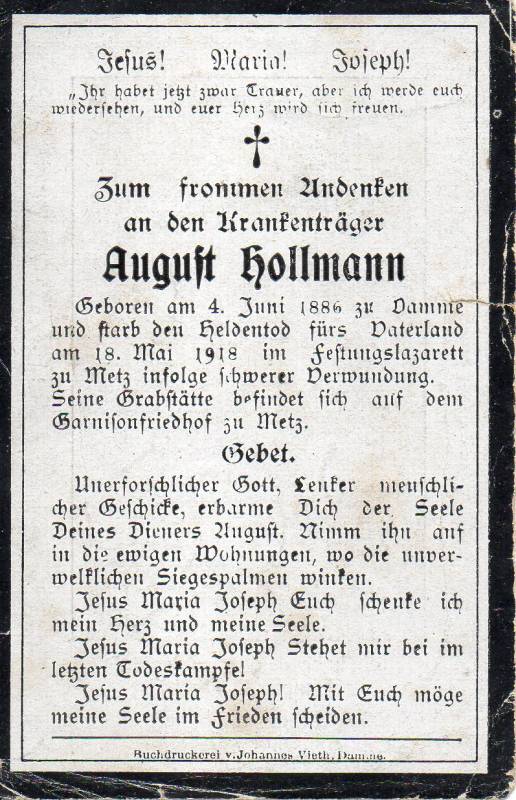 Jesus! Maria! Joseph!
„Ihr habet jetzt zwar Trauer, aber ich werde euch
wiedersehen, und euer Herz wird sich freuen.
Zum frommen Andenken
an den Krankenträger
August Hollmann
Geboren am 4. Juni 1886 zu Damme
und starb den Heldentod fürs Vaterland
am 18. Mai 1918 im Festungslazarett
zu Metz infolge schwerer Verwundung.
Seine Grabstätte befindet sich auf dem
Garnisonfriedhof zu Metz.
Gebet.
Unerforschlicher Gott, Lenker menschli-
cher Geschicke, erbarme Dich der Seele
Deines Dieners August. Nimm ihn auf
in die ewigen Wohnungen, wo die unver-
welklichen Siegespalmen winken.
Jesus Maria Joseph Euch schenke ich
mein Herz und meine Seele.
Jesus Maria Joseph Stehet mir bei im
letzten Todeskampfe!
Jesus Maria Joseph! Mit Euch möge
meine Seele im Frieden scheiden.
Buchdruckerei v. Johannes Vieth, Damme.